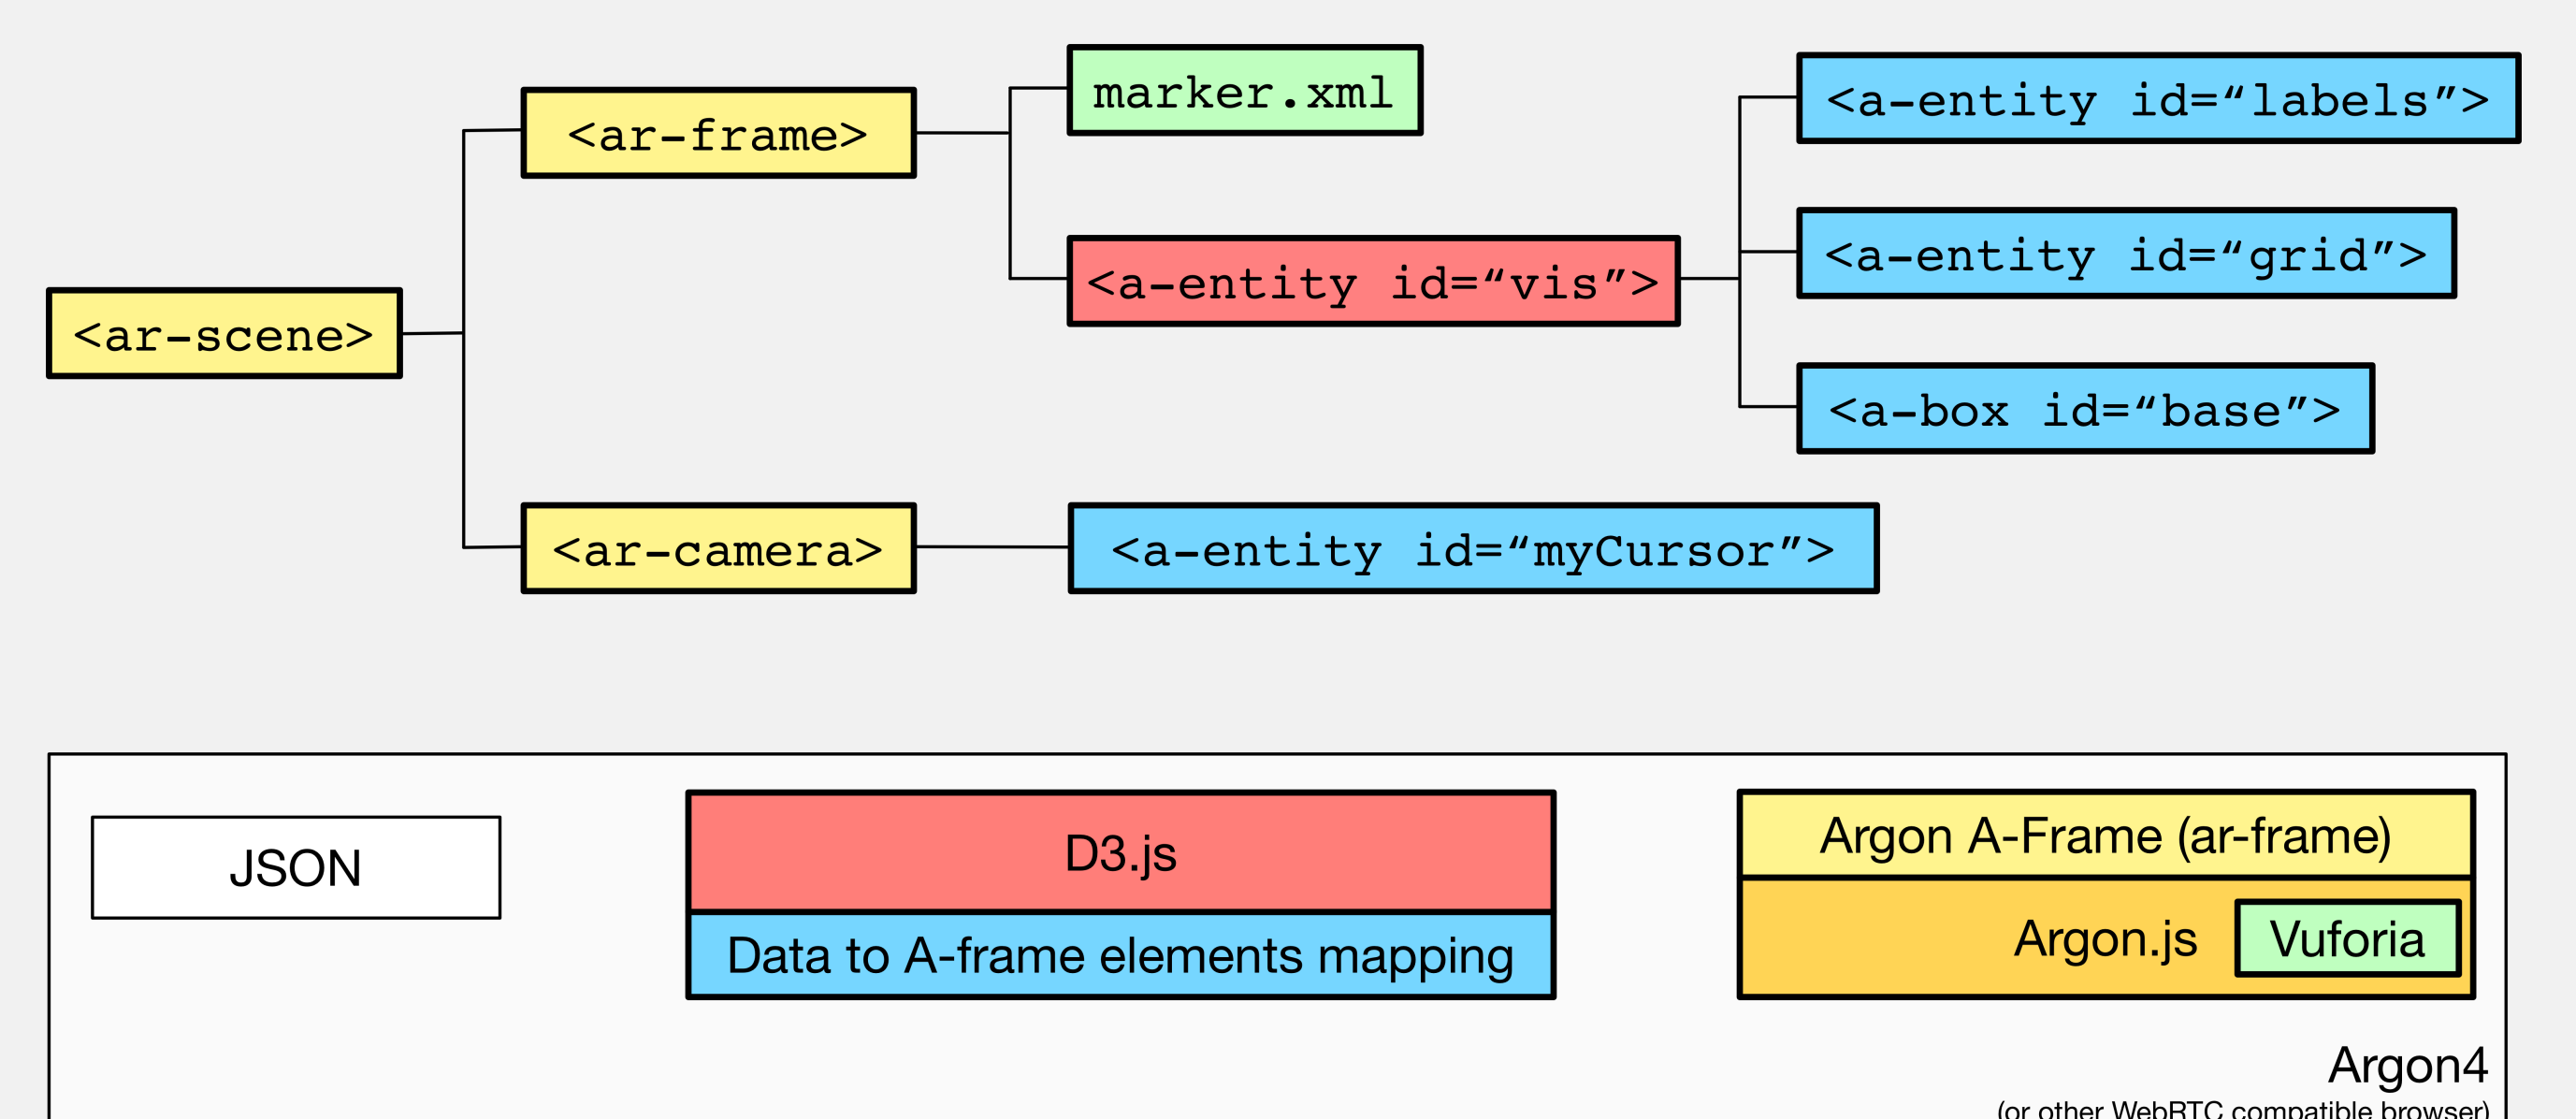 marker.xml
<a-entity id=“labels”>
<ar-frame>
<a-entity id=“grid”>
<a-entity id=“vis”>
<ar-scene>
<a-box id=“base”>
<ar-camera>
<a-entity id=“myCursor”>
JSON
D3.js
Data to A-frame elements mapping
Argon A-Frame (ar-frame)
Argon.js
Vuforia
Argon4
(or other WebRTC compatible browser)